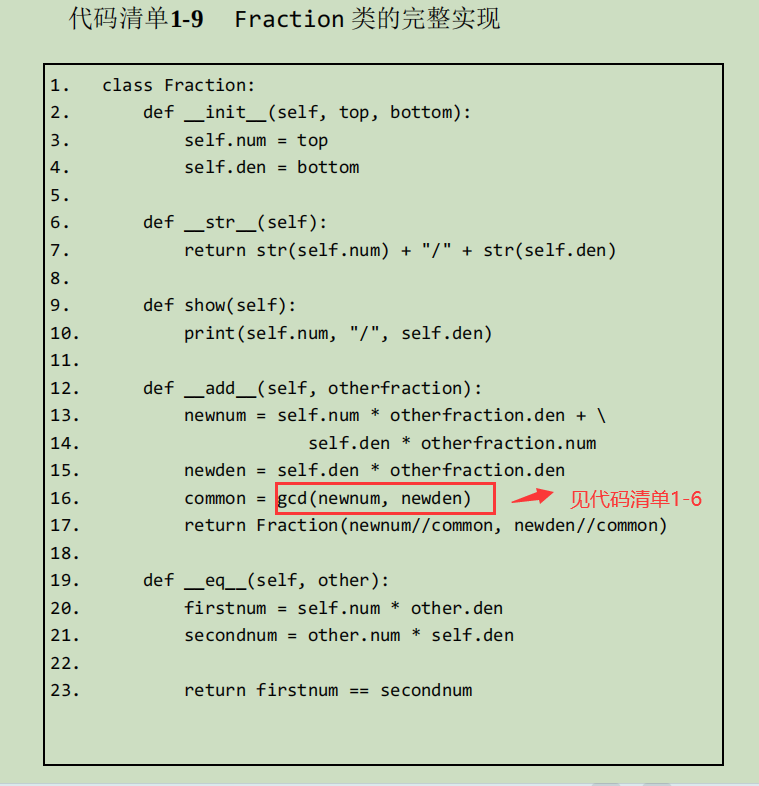 代码清单1-9 Fraction 类的完整实现
1. class Fraction:
2.     def __init__(self, top, bottom):
3.         self.num = top
4.         self.den = bottom
5.
6.     def __str__(self):
7.         return str(self.num) + "/" + str(self.den)
8.
9.     def show(self):
10.         print(self.num, "/", self.den)
11.
12.     def __add__(self, otherfraction):
13.         newnum = self.num * otherfraction.den + \
14.                     self.den * otherfraction.num
15.         newden = self.den * otherfraction.den
16.         common = gcd(newnum, newden) 见代码清单1-6
17.         return Fraction(newnum//common, newden//common)
18.
19.     def __eq__(self, other):
20.         firstnum = self.num * other.den
21.         secondnum = other.num * self.den
22.
23.         return firstnum == secondnum